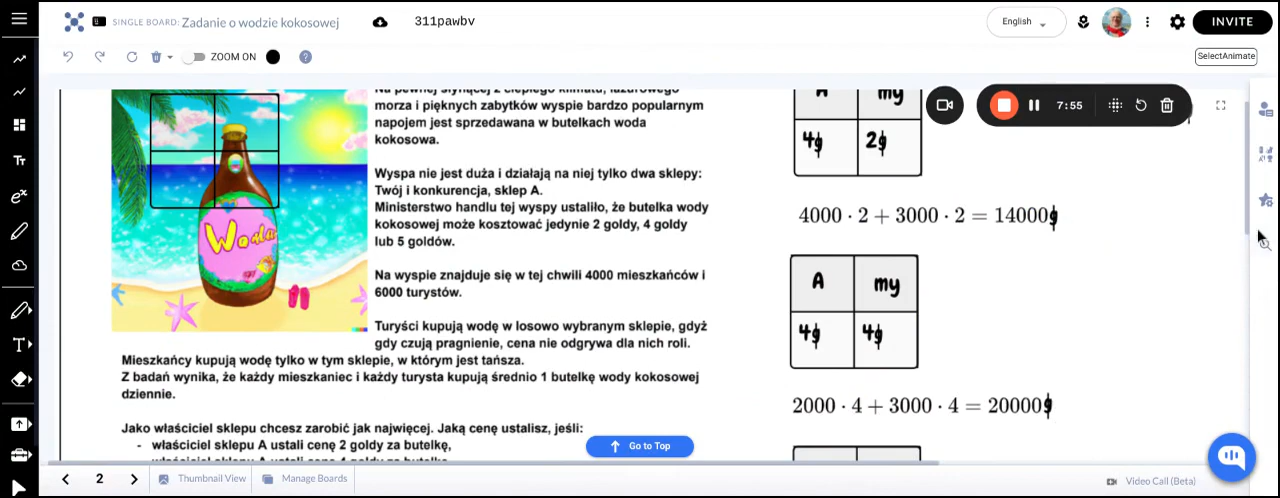 SINGLE BOARD: Zadanie o wodzie kokosowej
311pawbv
English
INVITE
ZOOM ON
?
SelectAnimate
7:55
morza i pięknych zabytków wyspie bardzo popularnym
napojem jest sprzedawana w butelkach woda
kokosowa.
Wyspa nie jest duża i działają na niej tylko dwa sklepy:
Twój i konkurencja, sklep A.
Ministerstwo handlu tej wyspy ustaliło, że butelka wody
kokosowej może kosztować jedynie 2 goldy, 4 goldy
lub 5 goldów.
Na wyspie znajduje się w tej chwili 4000 mieszkańców i
6000 turystów.
Turyści kupują wodę w losowo wybranym sklepie, gdyż
gdy czują pragnienie, cena nie odgrywa dla nich roli.
Mieszkańcy kupują wodę tylko w tym sklepie, w którym jest tańsza.
Z badań wynika, że każdy mieszkaniec i każdy turysta kupują średnio 1 butelkę wody kokosowej
dziennie.
Jako właściciel sklepu chcesz zarobić jak najwięcej. Jaką cenę ustalisz, jeśli:
- właściciel sklepu A ustali cenę 2 goldy za butelkę,
A my
4g 2g
4000 · 2 + 3000 · 2 = 14000g
A my
4g 4g
2000 · 4 + 3000 · 4 = 20000g
Go to Top
2
Thumbnail View
Manage Boards
Video Call (Beta)